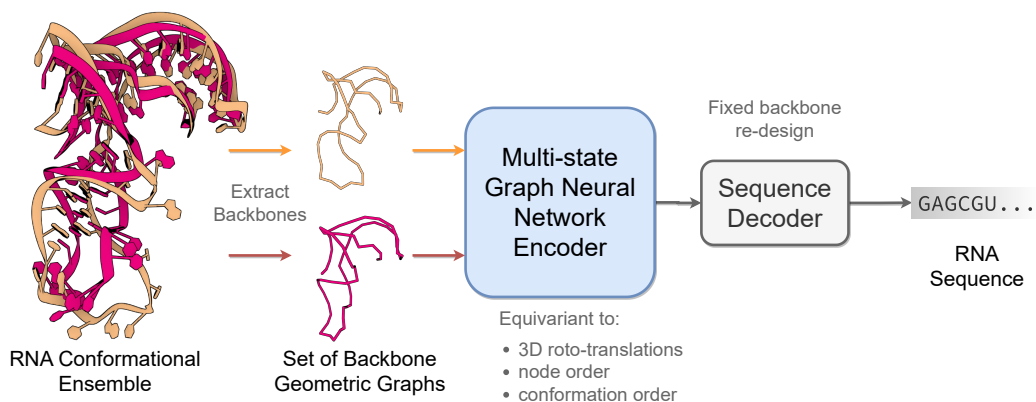 RNA Conformational
Ensemble
Extract
Backbones
Set of Backbone
Geometric Graphs
Multi-state
Graph Neural
Network
Encoder
Equivariant to:
• 3D roto-translations
• node order
• conformation order
Fixed backbone
re-design
Sequence
Decoder
GAGCGU...
RNA
Sequence